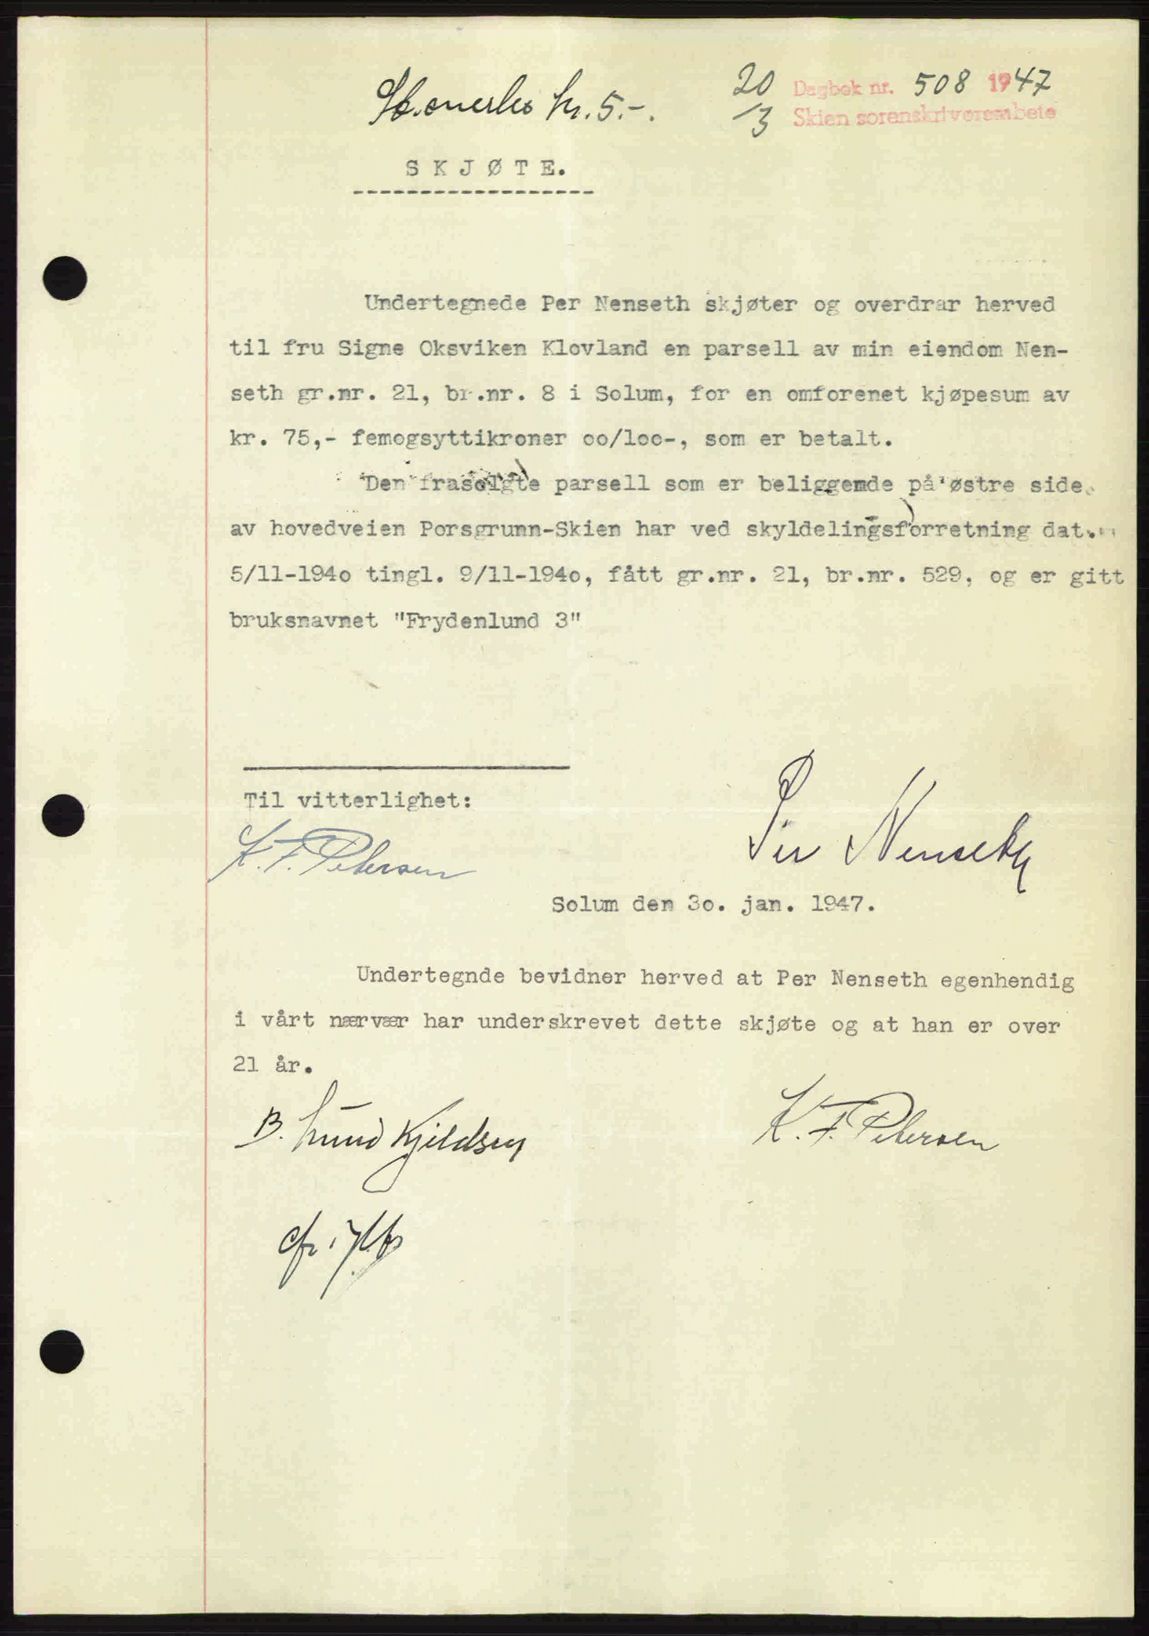 kr. 5.-.
20/3 Dagbok nr. 508 1947
Skien sorenskriverembete
SKJØTE.
Undertegnede Per Nenseth skjøter og overdrar herved
til fru Signe Oksviken Klovland en parsell av min eiendom Nen-
seth gr.nr. 21, br.nr. 8 i Solum, for en omforenet kjøpesum av
kr. 75,- femogsyttikroner oo/loo-, som er betalt.
Den frasolgte parsell som er beliggende på østre side
av hovedveien Porsgrunn-Skien har ved skyldelingsforretning dat.
5/11-194o tingl. 9/11-194o, fått gr.nr. 21, br.nr. 529, og er gitt
bruksnavnet "Frydenlund 3"
Til vitterlighet:
K. F. Petersen
Per Nenseth
Solum den 3o. jan. 1947.
Undertegnde bevidner herved at Per Nenseth egenhendig
i vårt nærvær har underskrevet dette skjøte og at han er over
21 år.
B. Lund Kjeldsen
K. F. Petersen